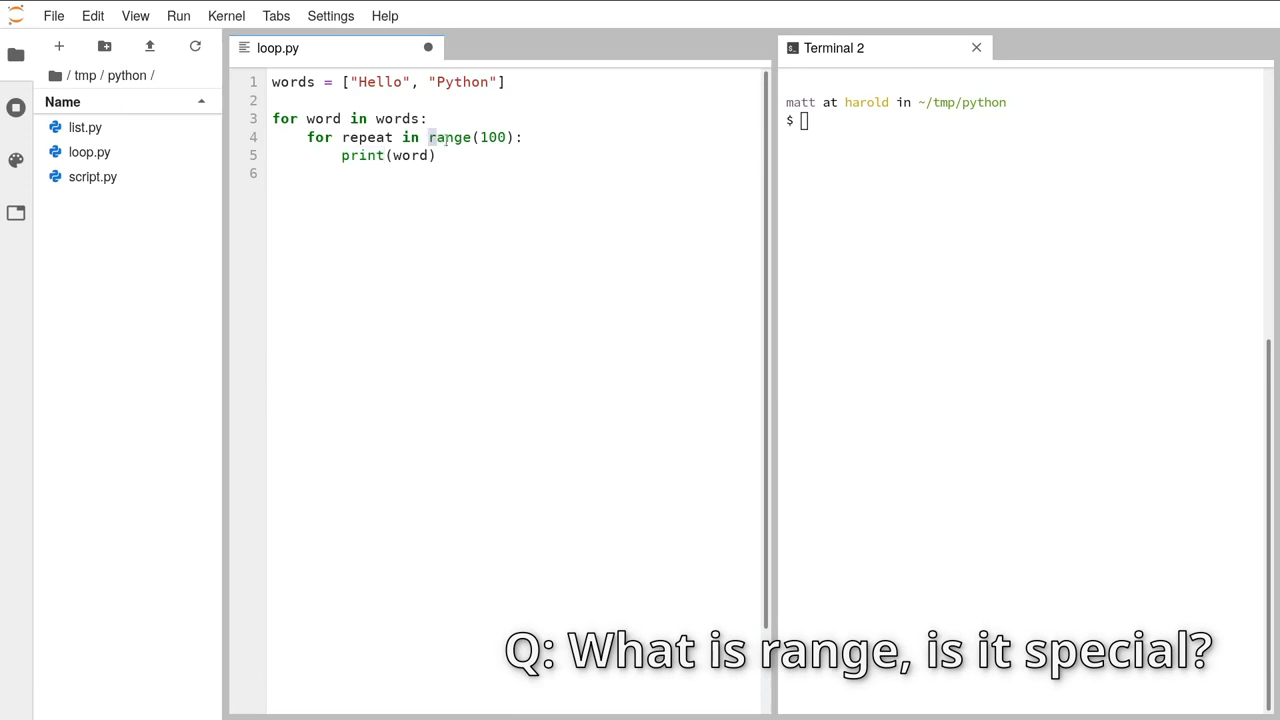 File Edit View Run Kernel Tabs Settings Help
/ tmp / python /
Name
list.py
loop.py
script.py
loop.py
1 words = ["Hello", "Python"]
2
3 for word in words:
4     for repeat in range(100):
5         print(word)
6
Terminal 2
matt at harold in ~/tmp/python
$
Q: What is range, is it special?